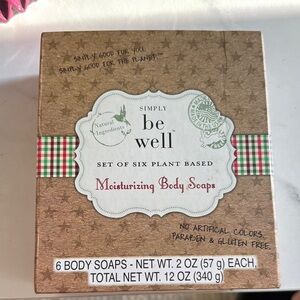 SIMPLY GOOD FOR YOU.
SIMPLY GOOD FOR THE PLANET.™
Natural
Ingredients
SIMPLY
be
well™
SET OF SIX PLANT BASED
Moisturizing Body Soaps
NO ARTIFICIAL COLORS,
PARABEN & GLUTEN FREE.
6 BODY SOAPS - NET WT. 2 OZ (57 g) EACH,
TOTAL NET WT. 12 OZ (340 g)